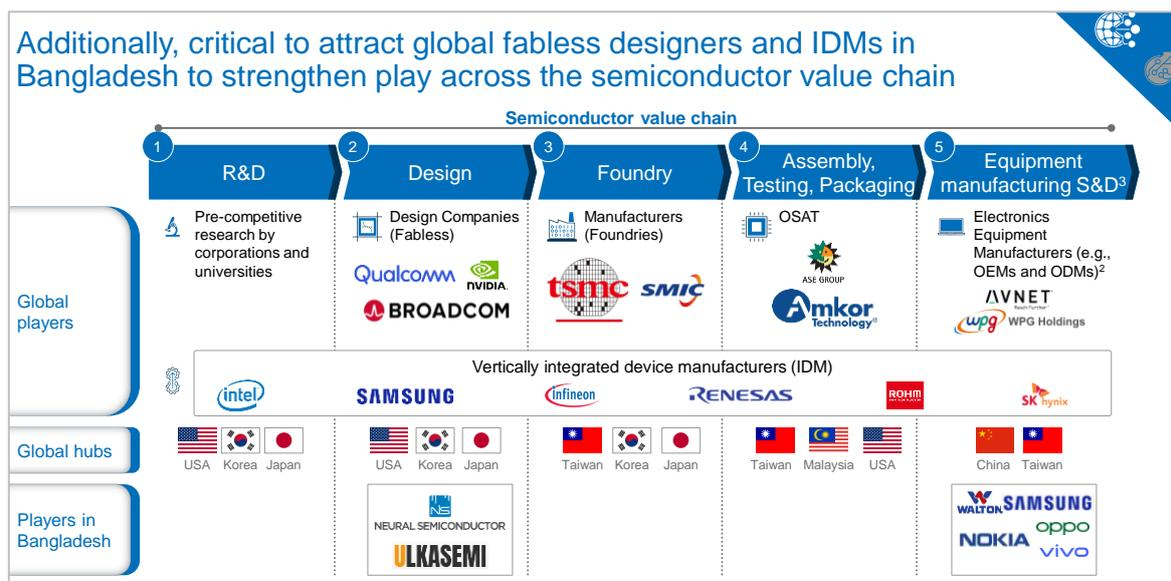 Additionally, critical to attract global fabless designers and IDMs in
Bangladesh to strengthen play across the semiconductor value chain
Semiconductor value chain
1
R&D
2
Design
3
Foundry
4
Assembly,
Testing, Packaging
5
Equipment
manufacturing S&D³
Global
players
Pre-competitive
research by
corporations and
universities
Design Companies
(Fabless)
Qualcomm
NVIDIA
BROADCOM
Manufacturers
(Foundries)
tsmc
SMIC
OSAT
ASE GROUP
Amkor
Technology®
Electronics
Equipment
Manufacturers (e.g.,
OEMs and ODMs)²
AVNET
Reach Further
wpg WPG Holdings
Vertically integrated device manufacturers (IDM)
intel
SAMSUNG
infineon
RENESAS
ROHM
SEMICONDUCTOR
SK hynix
Global hubs
USA Korea Japan
USA Korea Japan
Taiwan Korea Japan
Taiwan Malaysia USA
China Taiwan
Players in
Bangladesh
NS
NEURAL SEMICONDUCTOR
ULKASEMI
WALTON SAMSUNG
NOKIA oppo
vivo